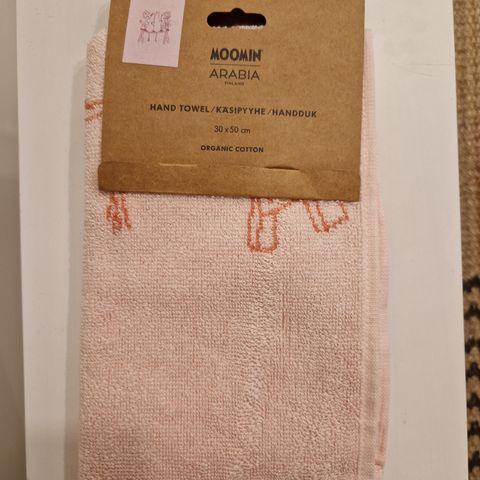 MOOMIN
ARABIA
FINLAND
HAND TOWEL/KÄSIPYYHE/HANDDUK
30 x 50 cm
ORGANIC COTTON